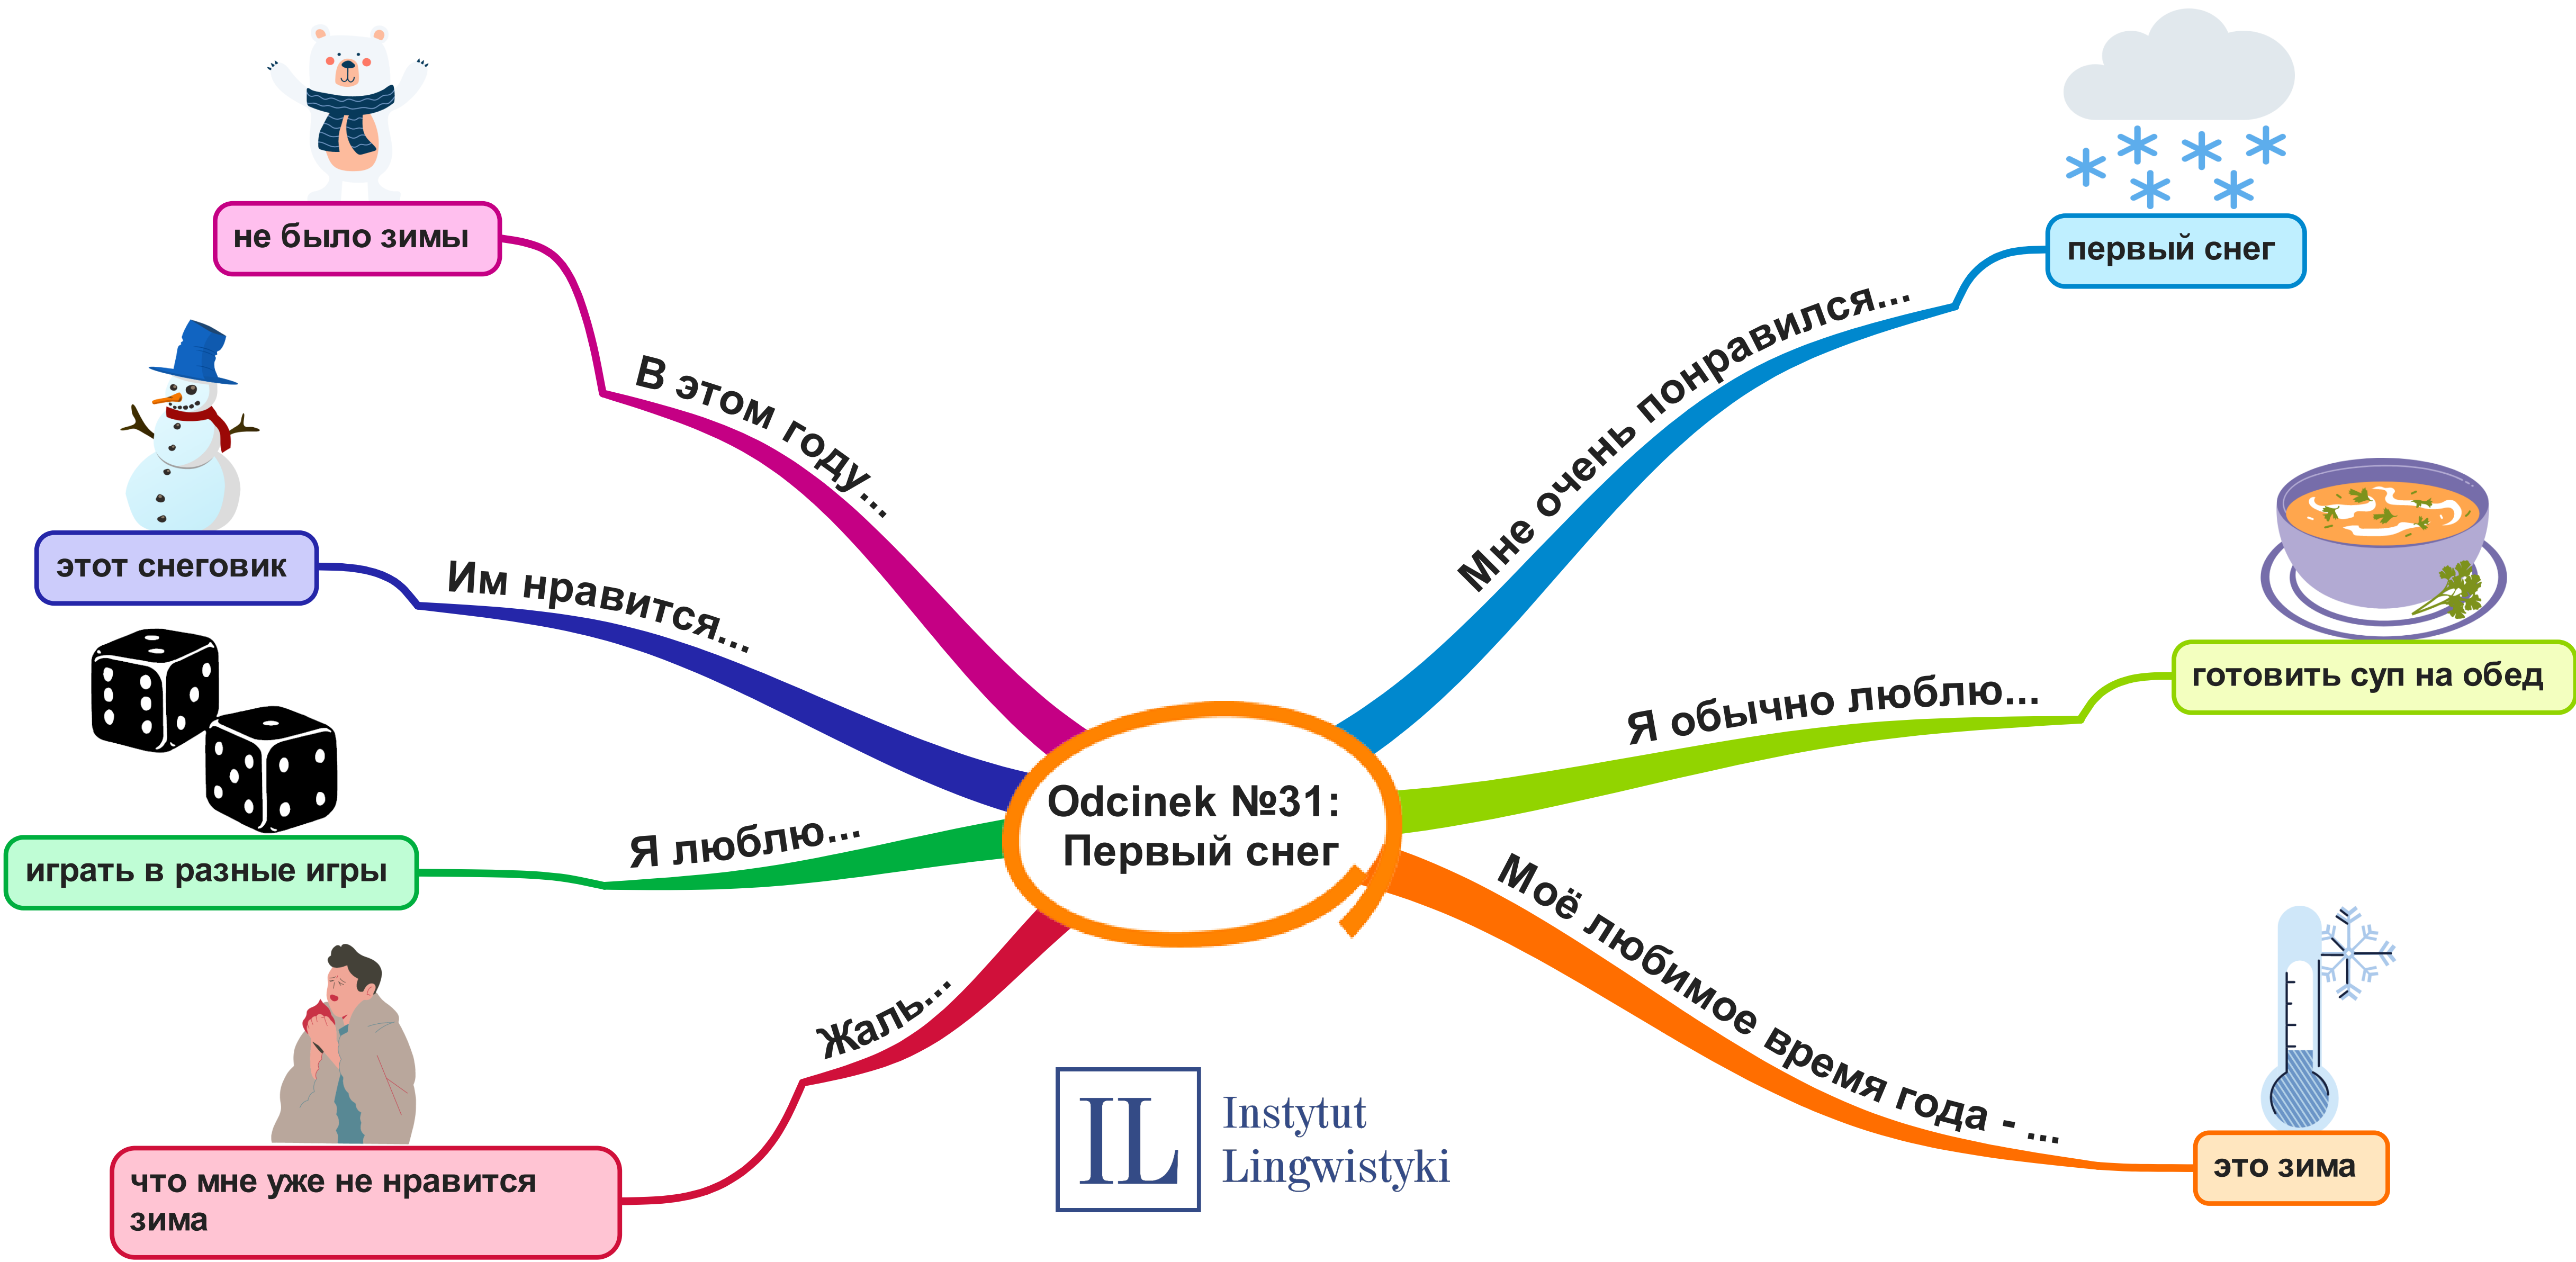 Odcinek №31:
Первый снег
Мне очень понравился...
первый снег
Я обычно люблю...
готовить суп на обед
Моё любимое время года - ...
это зима
В этом году...
не было зимы
Им нравится...
этот снеговик
Я люблю...
играть в разные игры
Жаль...
что мне уже не нравится
зима
IL
Instytut
Lingwistyki